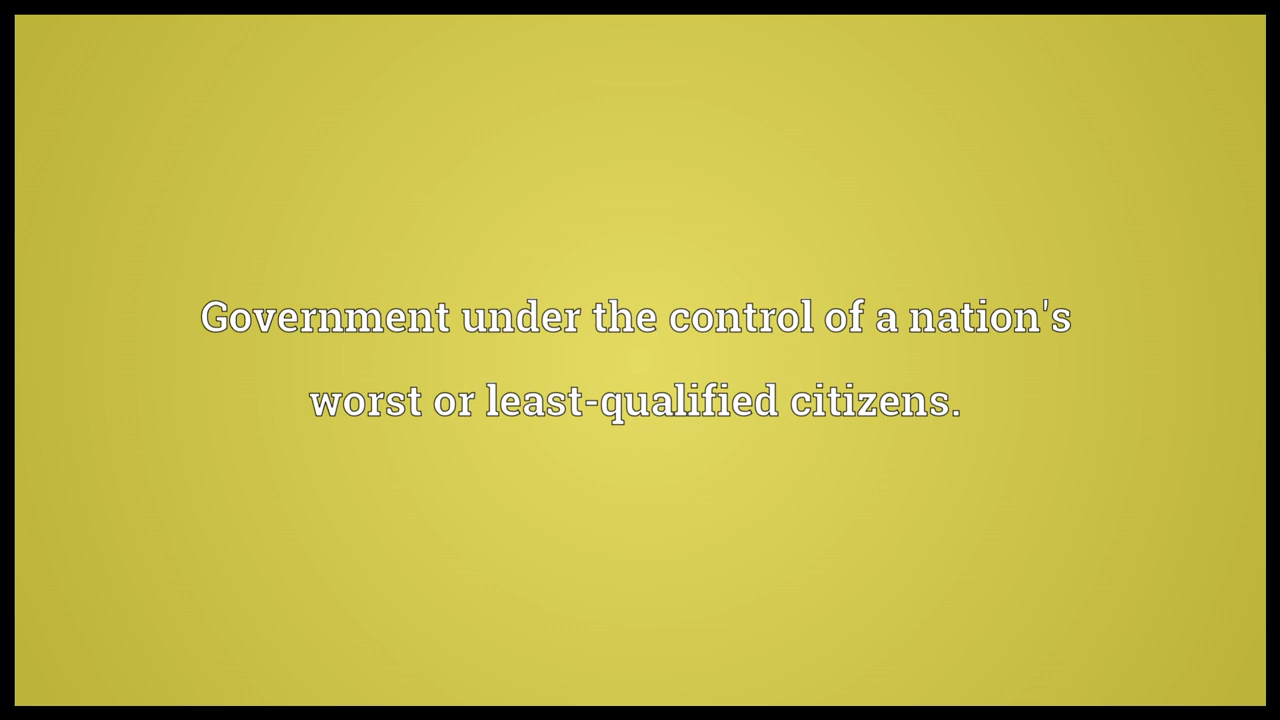 Government under the control of a nation's
worst or least-qualified citizens.